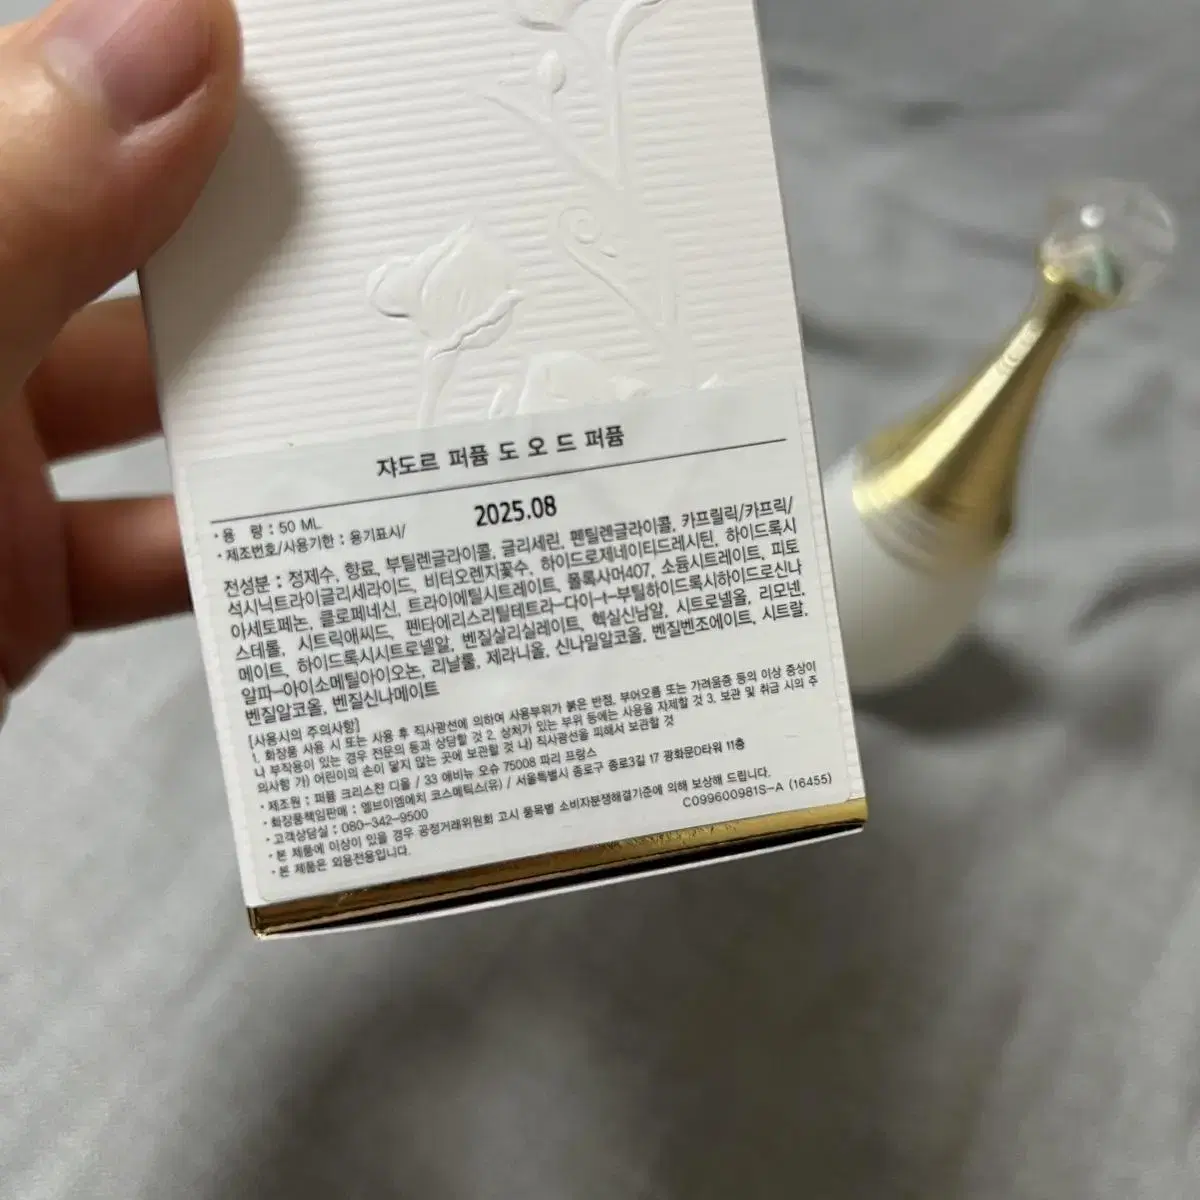 쟈도르 퍼퓸 도 오 드 퍼퓸
· 용 량 : 50 ML
· 제조번호/사용기한 : 용기표시/ 2025.08
전성분 : 정제수, 향료, 부틸렌글라이콜, 글리세린, 펜틸렌글라이콜, 카프릴릭/카프릭/
석시닉트라이글리세라이드, 비터오렌지꽃수, 하이드로제네이티드레시틴, 하이드록시
아세토페논, 클로페네신, 트라이에틸시트레이트, 폴록사머407, 소듐시트레이트, 피토
스테롤, 시트릭애씨드, 펜타에리스리틸테트라-다이-t-부틸하이드록시하이드로신나
메이트, 하이드록시시트로넬알, 벤질살리실레이트, 헥실신남알, 시트로넬올, 리모넨,
알파-아이소메틸아이오논, 리날룰, 제라니올, 신나밀알코올, 벤질벤조에이트, 시트랄,
벤질알코올, 벤질신나메이트
[사용시의 주의사항]
1. 화장품 사용 시 또는 사용 후 직사광선에 의하여 사용부위가 붉은 반점, 부어오름 또는 가려움증 등의 이상 증상이
나 부작용이 있는 경우 전문의 등과 상담할 것 2. 상처가 있는 부위 등에는 사용을 자제할 것 3. 보관 및 취급 시의 주
의사항 가) 어린이의 손이 닿지 않는 곳에 보관할 것 나) 직사광선을 피해서 보관할 것
· 제조원 : 퍼퓸 크리스챤 디올 / 33 애비뉴 오슈 75008 파리 프랑스
· 화장품책임판매 : 엘브이엠에치 코스메틱스(유) / 서울특별시 종로구 종로3길 17 광화문D타워 11층
· 고객상담실 : 080-342-9500
· 본 제품에 이상이 있을 경우 공정거래위원회 고시 품목별 소비자분쟁해결기준에 의해 보상해 드립니다.
· 본 제품은 외용전용입니다.
C099600981S-A (16455)